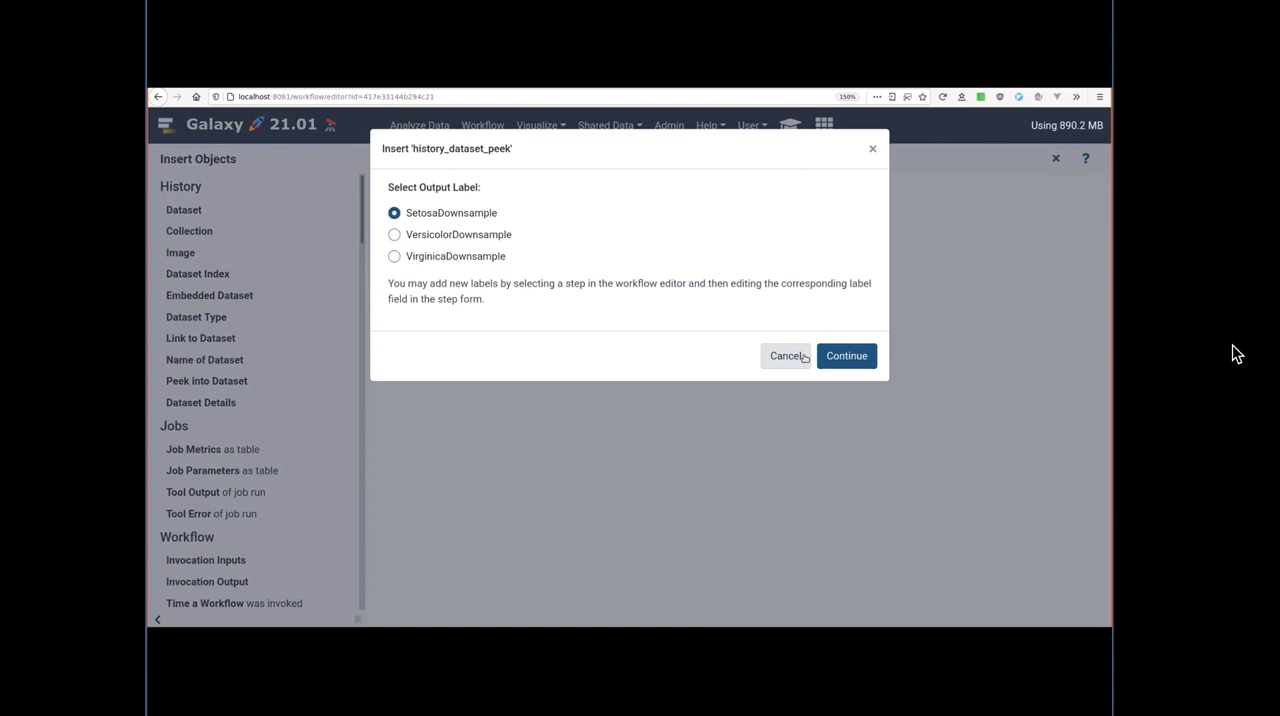 localhost:8081/workflow/editor?id=417e33144b294c21
150%
Galaxy 21.01
Analyze Data Workflow Visualize Shared Data Admin Help User
Using 890.2 MB
Insert Objects
History
Dataset
Collection
Image
Dataset Index
Embedded Dataset
Dataset Type
Link to Dataset
Name of Dataset
Peek into Dataset
Dataset Details
Jobs
Job Metrics as table
Job Parameters as table
Tool Output of job run
Tool Error of job run
Workflow
Invocation Inputs
Invocation Output
Time a Workflow was invoked
Insert 'history_dataset_peek'
Select Output Label:
SetosaDownsample
VersicolorDownsample
VirginicaDownsample
You may add new labels by selecting a step in the workflow editor and then editing the corresponding label
field in the step form.
Cancel
Continue